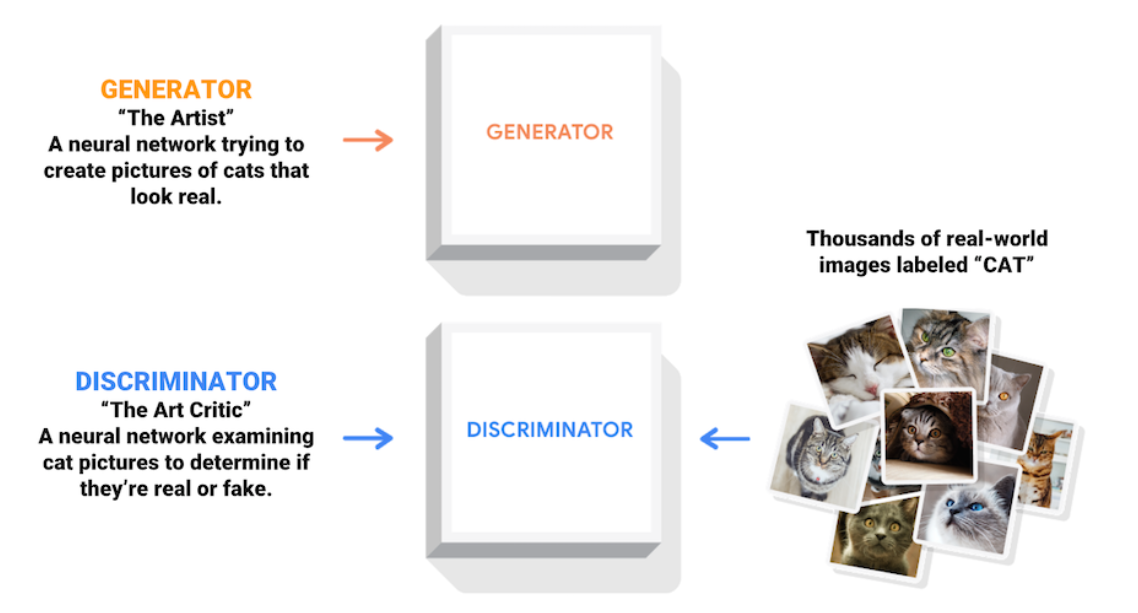 GENERATOR
“The Artist”
A neural network trying to
create pictures of cats that
look real.
GENERATOR
Thousands of real-world
images labeled “CAT”
DISCRIMINATOR
“The Art Critic”
A neural network examining
cat pictures to determine if
they’re real or fake.
DISCRIMINATOR